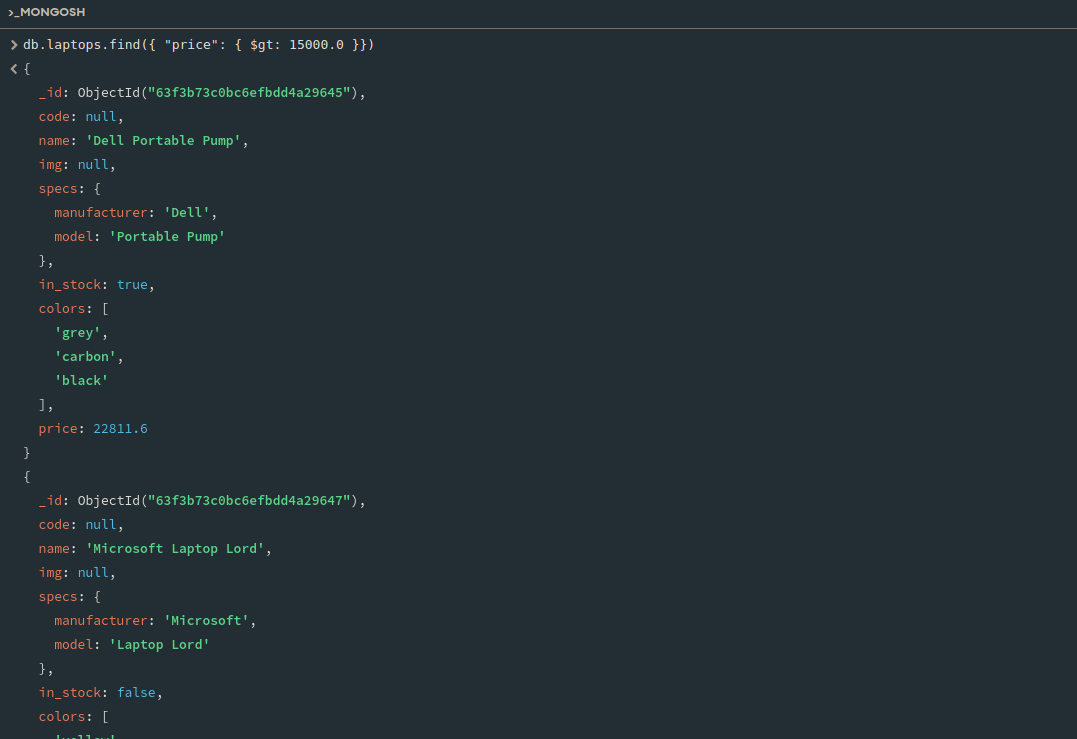 >_MONGOSH
> db.laptops.find({ "price": { $gt: 15000.0 }})
< {
_id: ObjectId("63f3b73c0bc6efbdd4a29645"),
code: null,
name: 'Dell Portable Pump',
img: null,
specs: {
manufacturer: 'Dell',
model: 'Portable Pump'
},
in_stock: true,
colors: [
'grey',
'carbon',
'black'
],
price: 22811.6
}
{
_id: ObjectId("63f3b73c0bc6efbdd4a29647"),
code: null,
name: 'Microsoft Laptop Lord',
img: null,
specs: {
manufacturer: 'Microsoft',
model: 'Laptop Lord'
},
in_stock: false,
colors: [